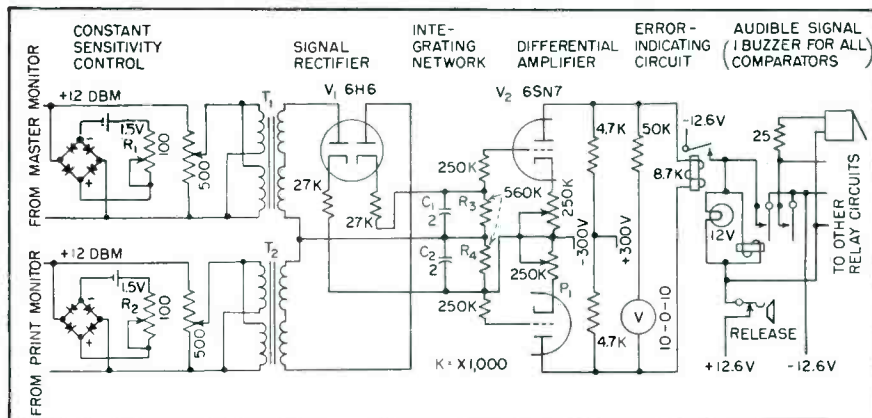 CONSTANT
SENSITIVITY
CONTROL
SIGNAL
RECTIFIER
INTE-
GRATING
NETWORK
DIFFERENTIAL
AMPLIFIER
ERROR-
INDICATING
CIRCUIT
AUDIBLE SIGNAL
(1 BUZZER FOR ALL
COMPARATORS)
FROM MASTER MONITOR
+12 DBM
1.5V
R1
100
500
T1
V1 6H6
27K
27K
C1
2
C2
2
250K
R3
560K
R4
250K
V2 6SN7
250K
250K
P1
-300V
4.7K
4.7K
+300V
50K
V
10-0-10
-12.6V
8.7K
12V
25
TO OTHER
RELAY CIRCUITS
RELEASE
+12.6V
-12.6V
FROM PRINT MONITOR
+12 DBM
1.5V
R2
100
500
T2
K = X1,000